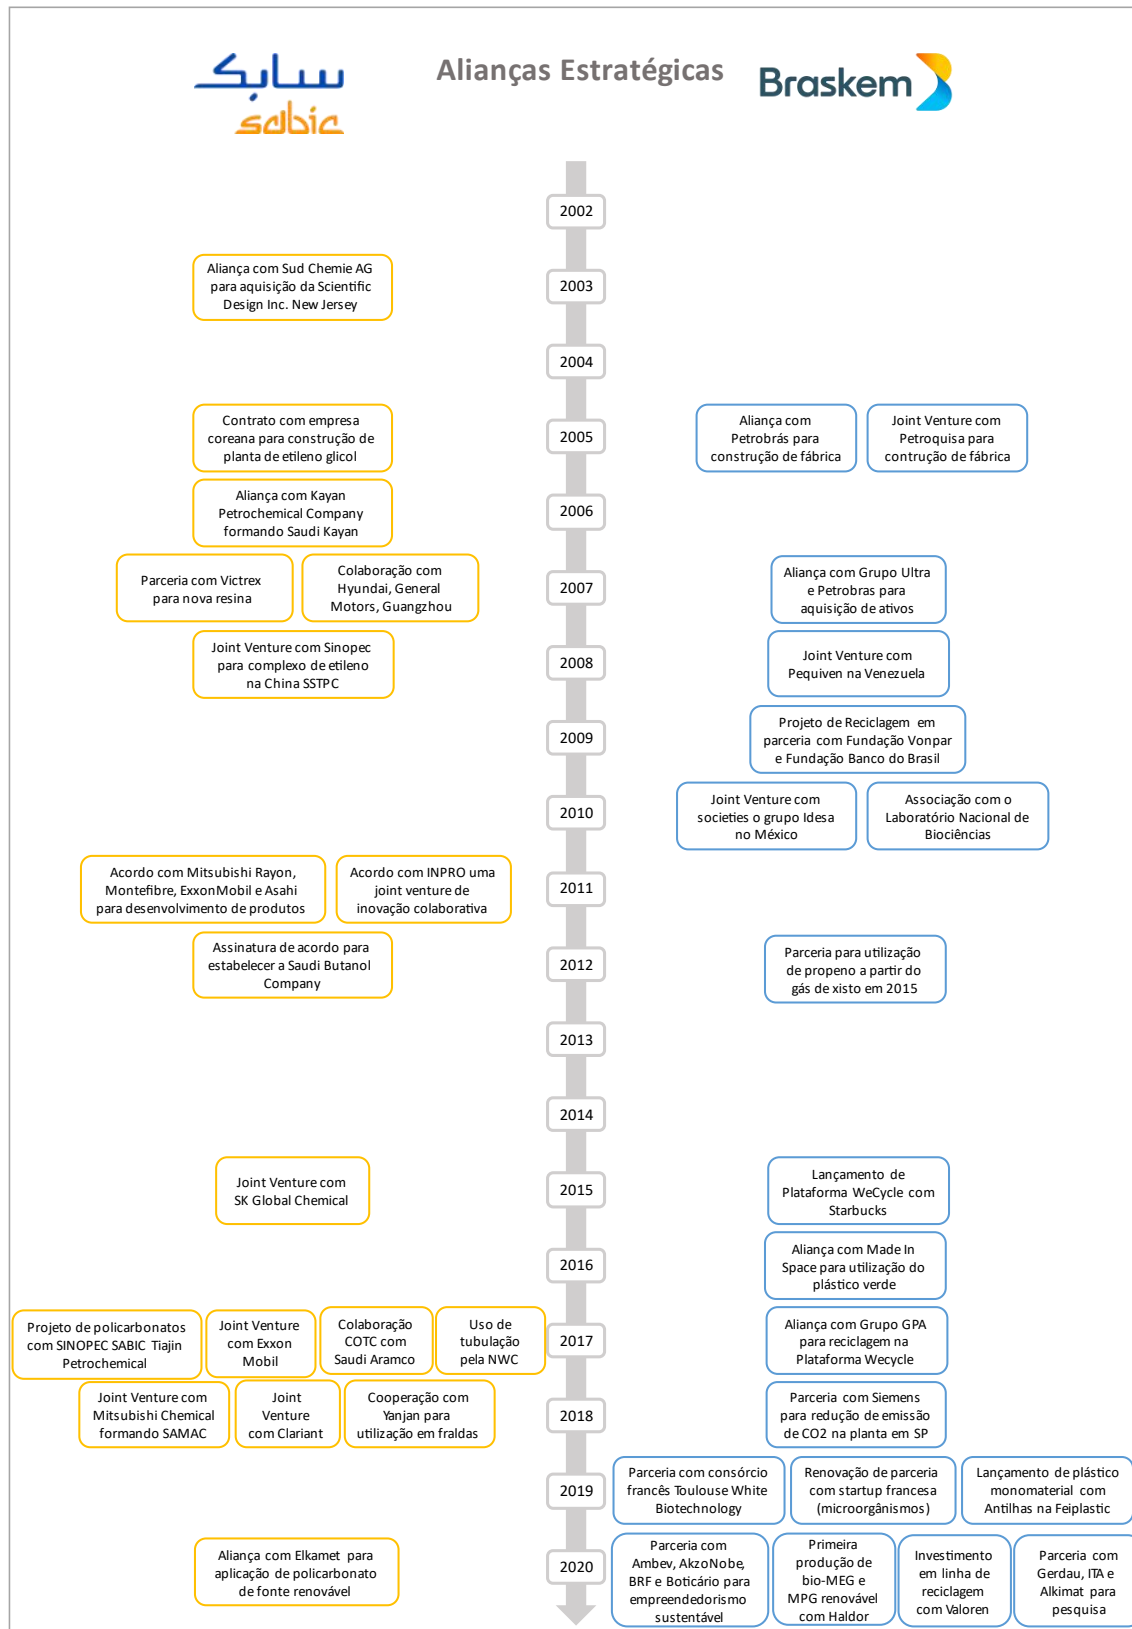 سابك
sabic
Alianças Estratégicas
Braskem
2002
Aliança com Sud Chemie AG
para aquisição da Scientific
Design Inc. New Jersey
2003
2004
Contrato com empresa
coreana para construção de
planta de etileno glicol
2005
Aliança com
Petrobrás para
construção de fábrica
Joint Venture com
Petroquisa para
contrução de fábrica
Aliança com Kayan
Petrochemical Company
formando Saudi Kayan
2006
Parceria com Victrex
para nova resina
Colaboração com
Hyundai, General
Motors, Guangzhou
2007
Aliança com Grupo Ultra
e Petrobras para
aquisição de ativos
Joint Venture com Sinopec
para complexo de etileno
na China SSTPC
2008
Joint Venture com
Pequiven na Venezuela
2009
Projeto de Reciclagem em
parceria com Fundação Vonpar
e Fundação Banco do Brasil
2010
Joint Venture com
societies o grupo Idesa
no México
Associação com o
Laboratório Nacional de
Biociências
Acordo com Mitsubishi Rayon,
Montefibre, ExxonMobil e Asahi
para desenvolvimento de produtos
Acordo com INPRO uma
joint venture de
inovação colaborativa
2011
Assinatura de acordo para
estabelecer a Saudi Butanol
Company
2012
Parceria para utilização
de propeno a partir do
gás de xisto em 2015
2013
2014
Joint Venture com
SK Global Chemical
2015
Lançamento de
Plataforma WeCycle com
Starbucks
2016
Aliança com Made In
Space para utilização do
plástico verde
Projeto de policarbonatos
com SINOPEC SABIC Tiajin
Petrochemical
Joint Venture
com Exxon
Mobil
Colaboração
COTC com
Saudi Aramco
Uso de
tubulação
pela NWC
2017
Aliança com Grupo GPA
para reciclagem na
Plataforma Wecycle
Joint Venture com
Mitsubishi Chemical
formando SAMAC
Joint
Venture
com Clariant
Cooperação com
Yanjan para
utilização em fraldas
2018
Parceria com Siemens
para redução de emissão
de CO2 na planta em SP
2019
Parceria com consórcio
francês Toulouse White
Biotechnology
Renovação de parceria
com startup francesa
(microorgânismos)
Lançamento de plástico
monomaterial com
Antilhas na Feiplastic
Aliança com Elkamet para
aplicação de policarbonato
de fonte renovável
2020
Parceria com
Ambev, AkzoNobe,
BRF e Boticário para
empreendedorismo
sustentável
Primeira
produção de
bio-MEG e
MPG renovável
com Haldor
Investimento
em linha de
reciclagem
com Valoren
Parceria com
Gerdau, ITA e
Alkimat para
pesquisa